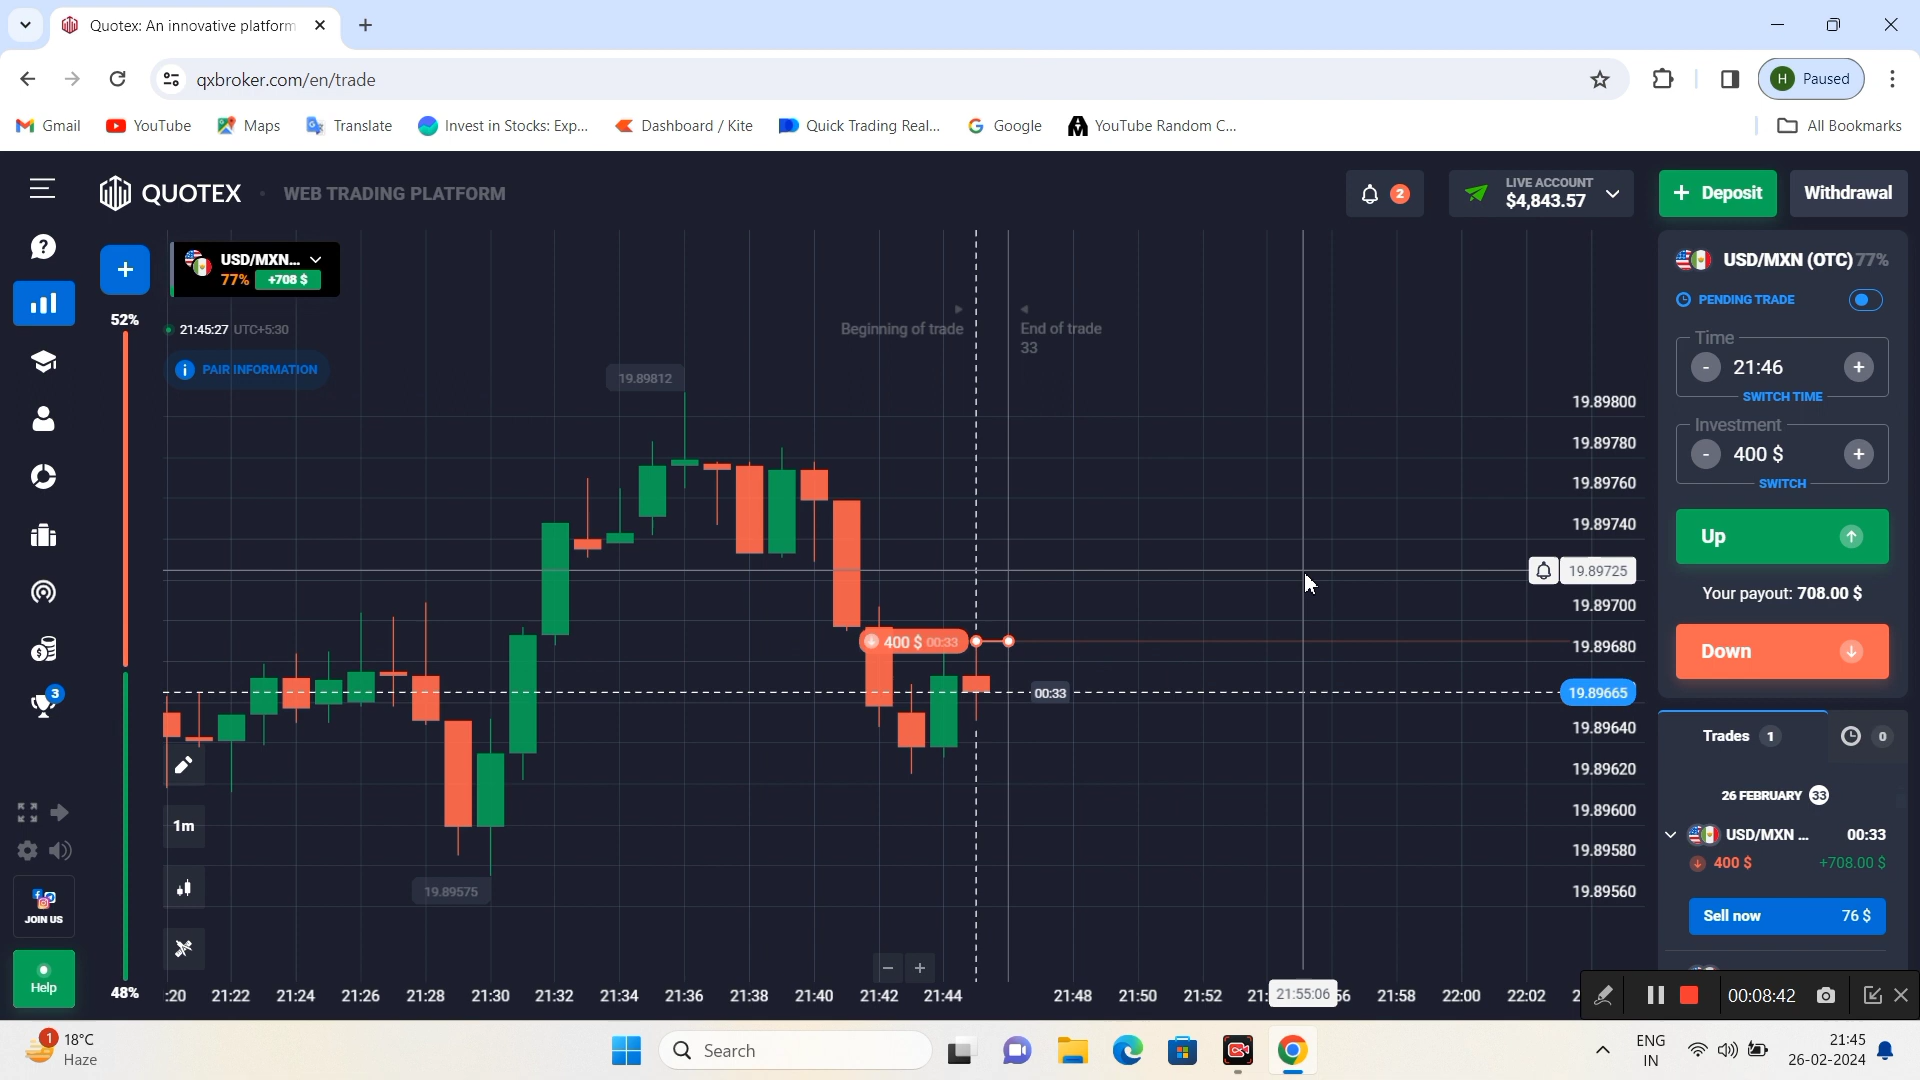 Quotex: An innovative platform
qxbroker.com/en/trade
H Paused
Gmail YouTube Maps Translate Invest in Stocks: Exp... Dashboard / Kite Quick Trading Real... Google YouTube Random C... All Bookmarks
QUOTEX · WEB TRADING PLATFORM
2
LIVE ACCOUNT
$4,843.57
+ Deposit
Withdrawal
+
USD/MXN...
77% +708 $
52%
21:45:27 UTC+5:30
PAIR INFORMATION
Beginning of trade
End of trade
33
19.89812
19.89575
400 $ 00:33
00:33
19.89800
19.89780
19.89760
19.89740
19.89725
19.89700
19.89680
19.89665
19.89640
19.89620
19.89600
19.89580
19.89560
USD/MXN (OTC) 77%
PENDING TRADE
Time
- 21:46 +
SWITCH TIME
Investment
- 400 $ +
SWITCH
Up
Your payout: 708.00 $
Down
Trades 1
0
26 FEBRUARY 33
USD/MXN ... 00:33
400 $ +708.00 $
Sell now 76 $
3
JOIN US
Help
1m
48%
− +
:20 21:22 21:24 21:26 21:28 21:30 21:32 21:34 21:36 21:38 21:40 21:42 21:44 21:48 21:50 21:52 21: 21:55:06 56 21:58 22:00 22:02 2
00:08:42
1
18°C
Haze
Search
ENG
IN
21:45
26-02-2024